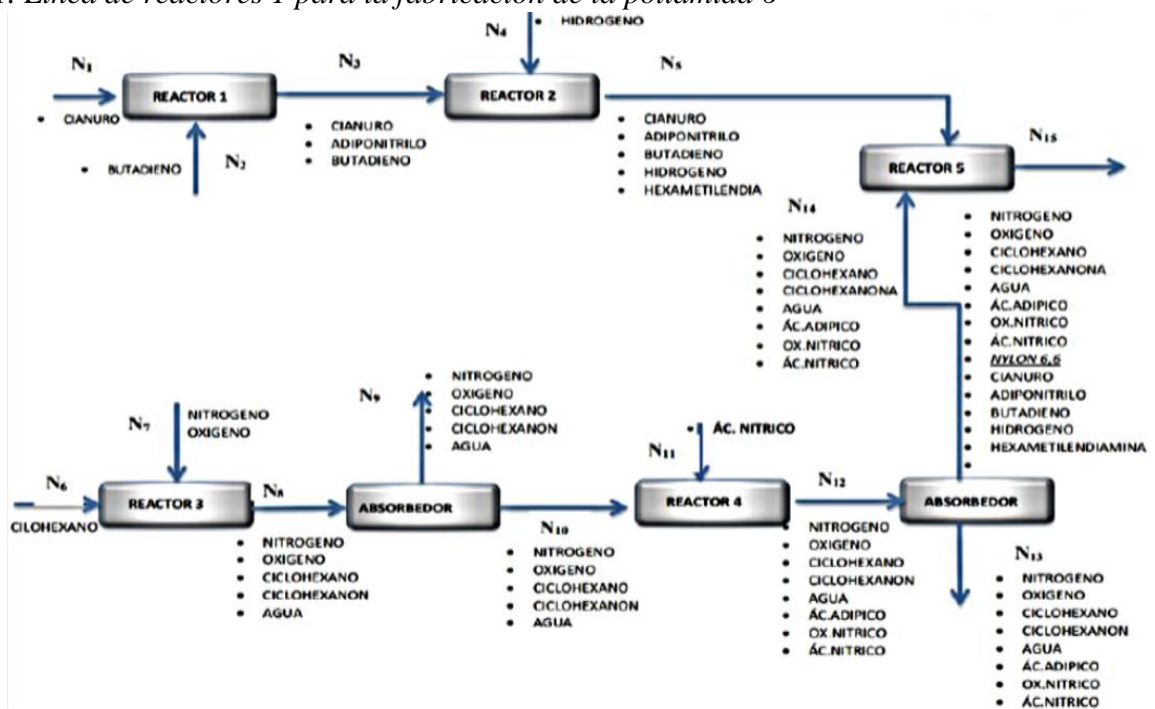 . Línea de reactores 1 para la fabricación de la poliamida 6
N₁
• CIANURO
REACTOR 1
• BUTADIENO
N₂
N₃
• CIANURO
• ADIPONITRILO
• BUTADIENO
N₄
• HIDROGENO
REACTOR 2
N₅
• CIANURO
• ADIPONITRILO
• BUTADIENO
• HIDROGENO
• HEXAMETILENDIA
REACTOR 5
N₁₅
• NITROGENO
• OXIGENO
• CICLOHEXANO
• CICLOHEXANONA
• AGUA
• ÁC.ADIPICO
• OX.NITRICO
• ÁC.NITRICO
• NYLON 6,6
• CIANURO
• ADIPONITRILO
• BUTADIENO
• HIDROGENO
• HEXAMETILENDIAMINA
•
N₁₄
• NITROGENO
• OXIGENO
• CICLOHEXANO
• CICLOHEXANONA
• AGUA
• ÁC.ADIPICO
• OX.NITRICO
• ÁC.NITRICO
N₆
CILOHEXANO
N₇
NITROGENO
OXIGENO
REACTOR 3
N₈
• NITROGENO
• OXIGENO
• CICLOHEXANO
• CICLOHEXANON
• AGUA
N₉
• NITROGENO
• OXIGENO
• CICLOHEXANO
• CICLOHEXANON
• AGUA
ABSORBEDOR
N₁₀
• NITROGENO
• OXIGENO
• CICLOHEXANO
• CICLOHEXANON
• AGUA
N₁₁
• ÁC. NITRICO
REACTOR 4
N₁₂
• NITROGENO
• OXIGENO
• CICLOHEXANO
• CICLOHEXANON
• AGUA
• ÁC.ADIPICO
• OX.NITRICO
• ÁC.NITRICO
ABSORBEDOR
N₁₃
• NITROGENO
• OXIGENO
• CICLOHEXANO
• CICLOHEXANON
• AGUA
• ÁC.ADIPICO
• OX.NITRICO
• ÁC.NITRICO